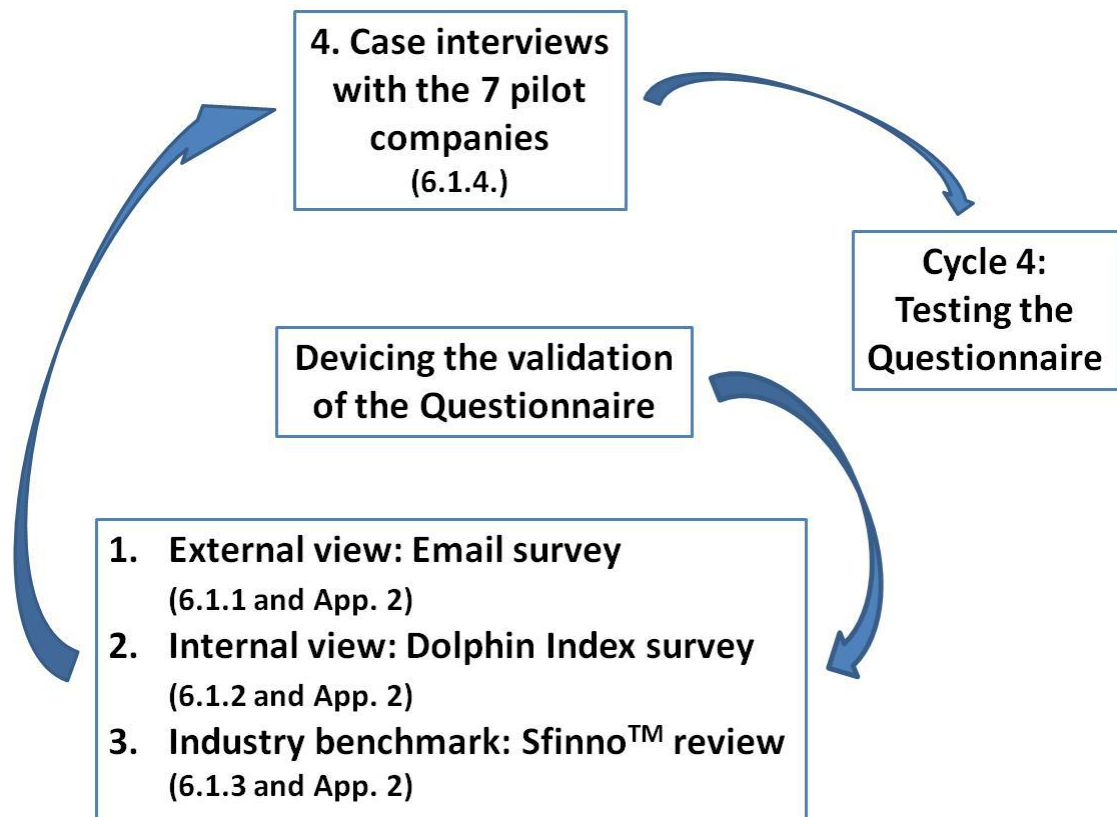 4. Case interviews
with the 7 pilot
companies
(6.1.4.)
Cycle 4:
Testing the
Questionnaire
Devicing the validation
of the Questionnaire
1. External view: Email survey
(6.1.1 and App. 2)
2. Internal view: Dolphin Index survey
(6.1.2 and App. 2)
3. Industry benchmark: Sfinno™ review
(6.1.3 and App. 2)